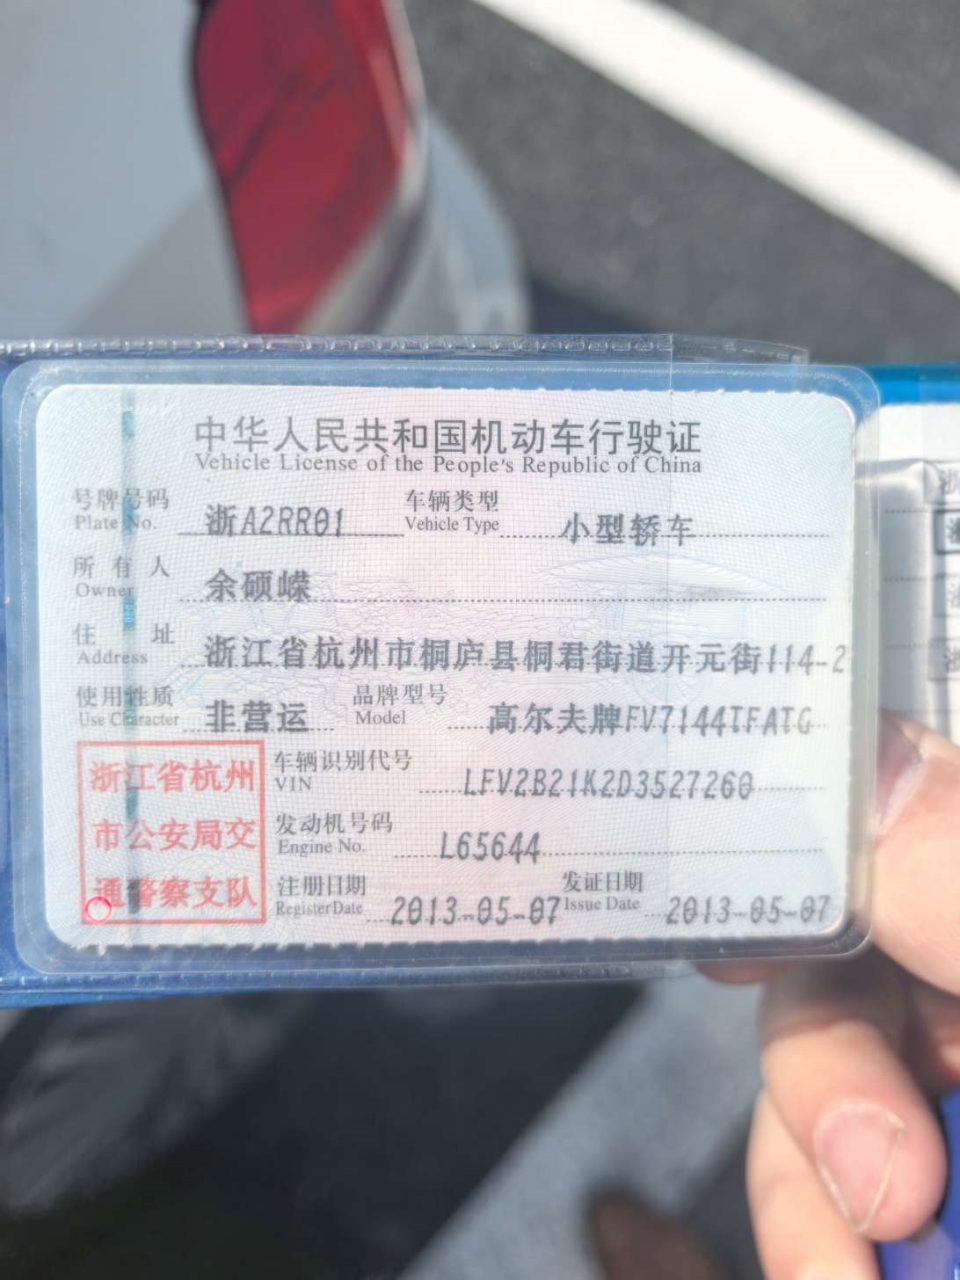 中华人民共和国机动车行驶证
Vehicle License of the People's Republic of China
号牌号码 浙A2RR01 车辆类型 小型轿车
Plate No. Vehicle Type
所有人 余硕嵘
Owner
住址 浙江省杭州市桐庐县桐君街道开元街114-2
Address
使用性质 非营运 品牌型号 高尔夫牌FV7144TFATG
Use Character Model
浙江省杭州
市公安局交
通警察支队
车辆识别代号 LFV2B21K2D3527260
VIN
发动机号码 L65644
Engine No.
注册日期 2013-05-07 发证日期 2013-05-07
Register Date Issue Date